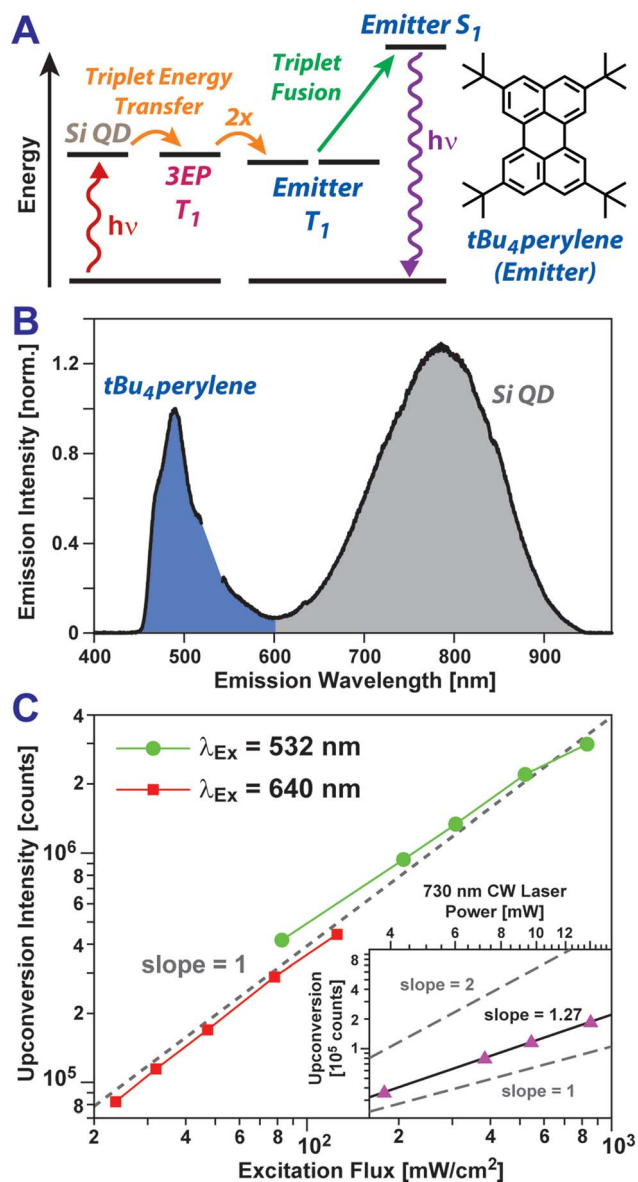 A
Emitter S1
Triplet Energy
Transfer
Triplet
Fusion
Si QD
2x
hν
3EP
T1
Emitter
T1
hν
Energy
tBu4perylene
(Emitter)
B
Emission Intensity [norm.]
1.2
0.8
0.4
0
tBu4perylene
Si QD
400
500
600
700
800
900
Emission Wavelength [nm]
C
Upconversion Intensity [counts]
4
2
10^6
8
6
4
2
10^5
8
λEx = 532 nm
λEx = 640 nm
slope = 1
730 nm CW Laser
Power [mW]
4
6
8
10
12
Upconversion
[10^5 counts]
8
6
4
2
1
slope = 2
slope = 1.27
slope = 1
2
4
6
8
10^2
2
4
6
8
10^3
Excitation Flux [mW/cm^2]